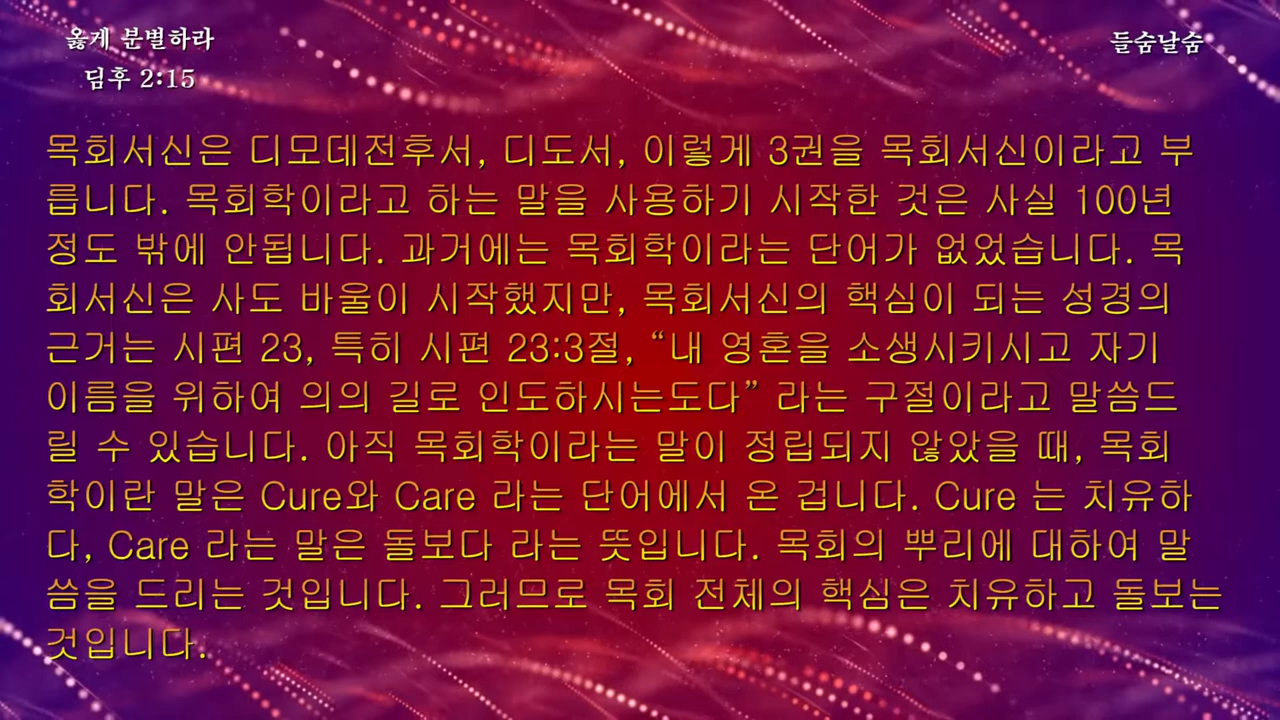 옳게 분별하라
딤후 2:15
들숨날숨
목회서신은 디모데전후서, 디도서, 이렇게 3권을 목회서신이라고 부
릅니다. 목회학이라고 하는 말을 사용하기 시작한 것은 사실 100년
정도 밖에 안됩니다. 과거에는 목회학이라는 단어가 없었습니다. 목
회서신은 사도 바울이 시작했지만, 목회서신의 핵심이 되는 성경의
근거는 시편 23, 특히 시편 23:3절, “내 영혼을 소생시키시고 자기
이름을 위하여 의의 길로 인도하시는도다” 라는 구절이라고 말씀드
릴 수 있습니다. 아직 목회학이라는 말이 정립되지 않았을 때, 목회
학이란 말은 Cure와 Care 라는 단어에서 온 겁니다. Cure 는 치유하
다, Care 라는 말은 돌보다 라는 뜻입니다. 목회의 뿌리에 대하여 말
씀을 드리는 것입니다. 그러므로 목회 전체의 핵심은 치유하고 돌보는
것입니다.